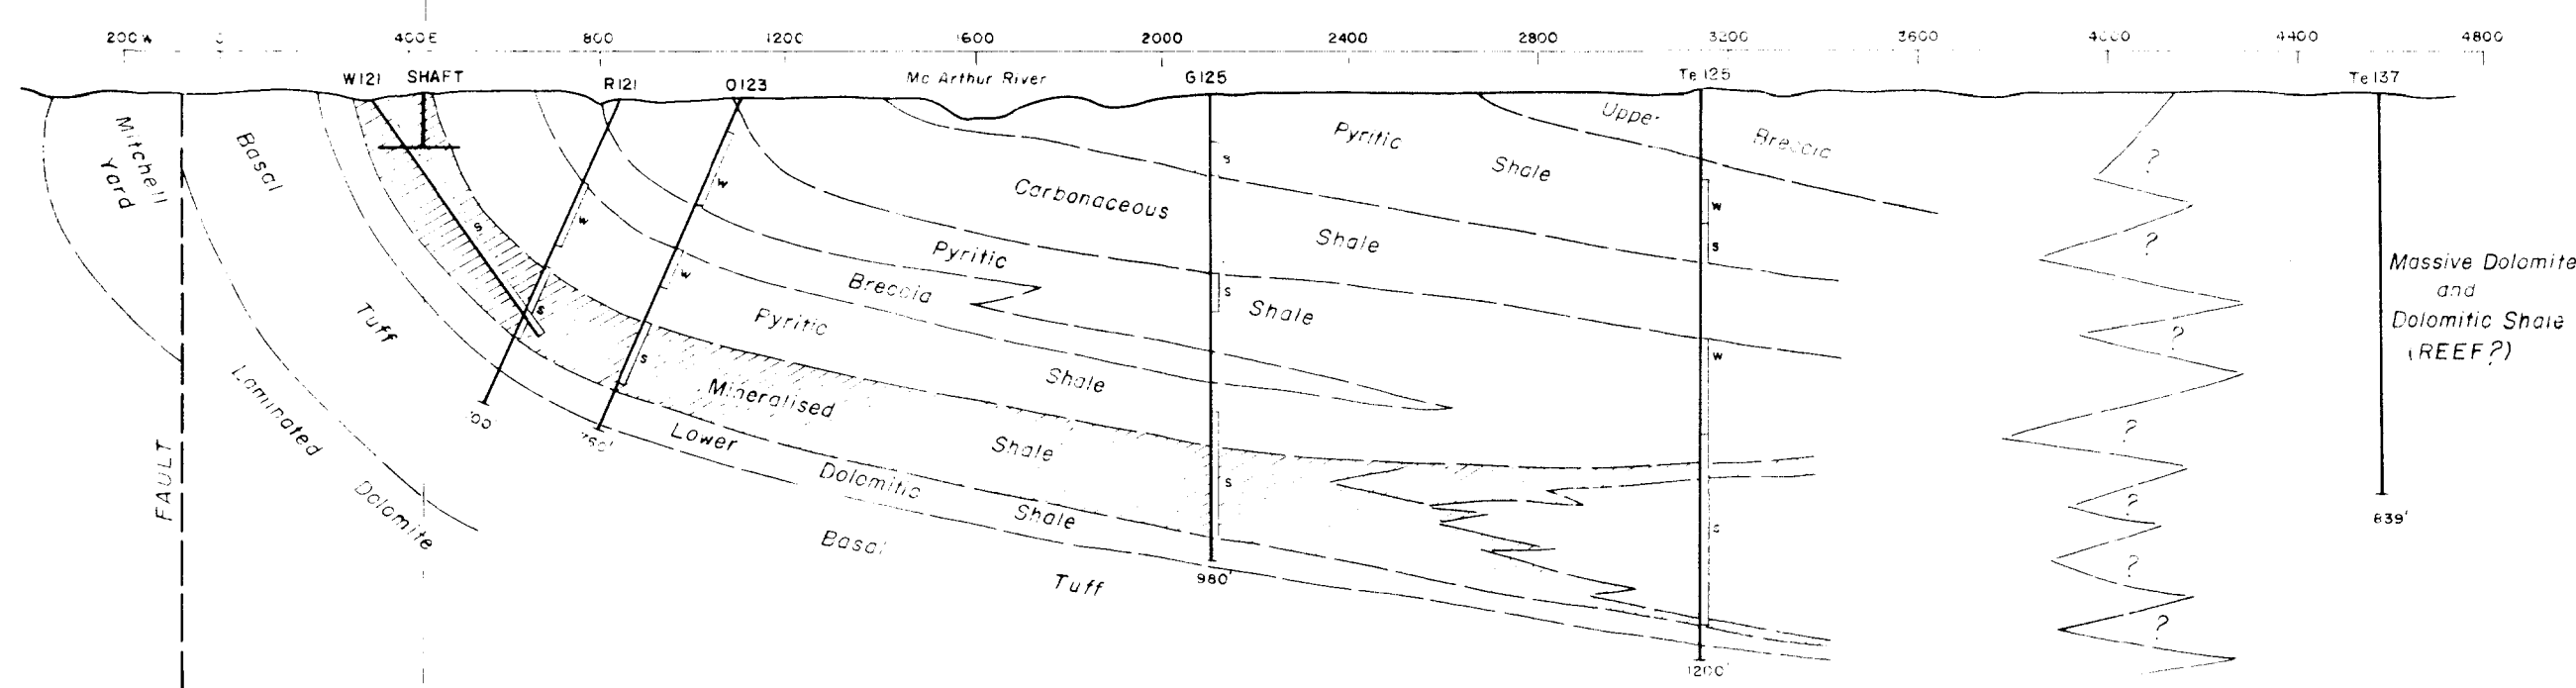 200W 0 400E 800 1200 1600 2000 2400 2800 3200 3600 4000 4400 4800
W121 SHAFT R121 O123 Mc Arthur River G125 Te 125 Te 137
Mitchell
Yard
Basal
Tuff
Laminated
Dolomite
FAULT
Upper
Breccia
Pyritic
Shale
Carbonaceous
Shale
Pyritic
Shale
Breccia
Pyritic
Shale
Mineralised
Shale
Lower
Dolomitic
Shale
Basal
Tuff
S
W
S
W
W
S
S
S
S
W
S
W
S
760'
980'
1200'
?
?
?
?
?
?
?
Massive Dolomite
and
Dolomitic Shale
(REEF?)
839'